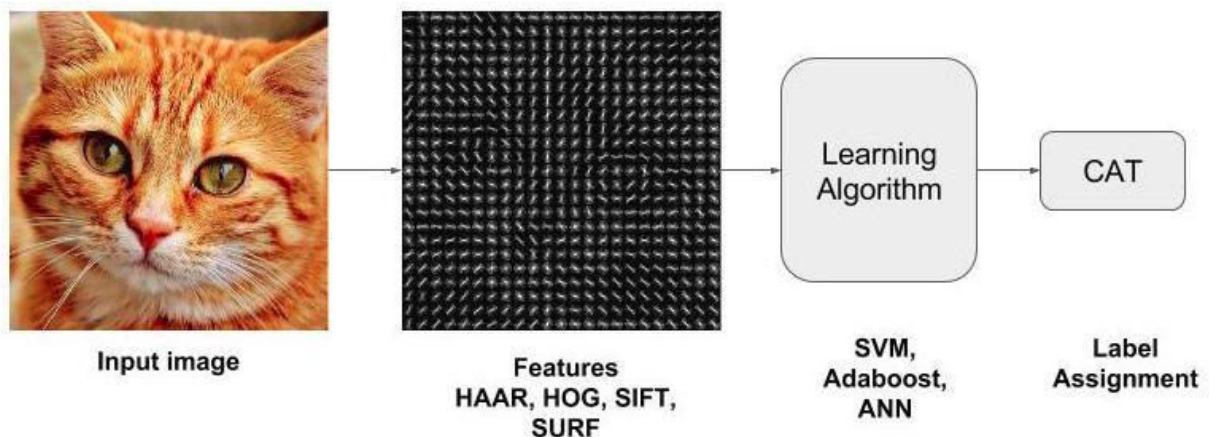 Learning
Algorithm
CAT
Input image
Features
HAAR, HOG, SIFT,
SURF
SVM,
Adaboost,
ANN
Label
Assignment